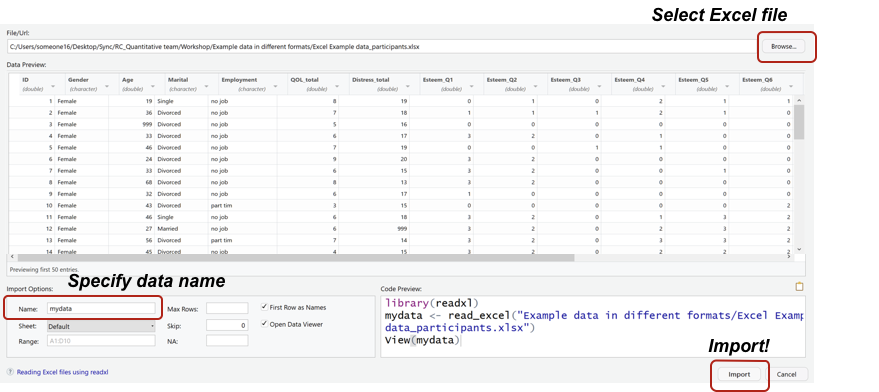 Select Excel file
File/Url:
C:/Users/someone16/Desktop/Sync/RC_Quantitative team/Workshop/Example data in different formats/Excel Example data_participants.xlsx
Browse...
Data Preview:
ID Gender Age Marital Employment QOL_total Distress_total Esteem_Q1 Esteem_Q2 Esteem_Q3 Esteem_Q4 Esteem_Q5 Esteem_Q6
(double) (character) (double) (character) (character) (double) (double) (double) (double) (double) (double) (double) (double)
1 Female 19 Single no job 8 19 0 1 0 2 1 1
2 Female 36 Divorced no job 7 18 1 1 1 2 1 0
3 Female 999 Divorced no job 5 16 0 0 0 0 0 0
4 Female 33 Divorced no job 6 17 3 2 0 1 0 0
5 Female 46 Divorced no job 7 19 0 0 1 1 0 0
6 Female 24 Divorced no job 9 20 3 2 0 0 0 0
7 Female 33 Divorced no job 6 15 3 2 0 0 1 0
8 Female 68 Divorced no job 8 13 3 2 0 0 0 0
9 Female 32 Divorced no job 6 17 1 0 0 0 0 0
10 Female 43 Divorced part tim 3 15 0 0 0 0 0 2
11 Female 46 Single no job 6 18 3 2 0 1 3 2
12 Female 27 Married no job 6 999 3 2 0 2 3 2
13 Female 56 Divorced part tim 7 14 3 2 0 3 3 2
14 Female 45 Divorced no job 4 15 3 2 0 0 2 2
Previewing first 50 entries.
Specify data name
Import Options:
Name: mydata
Max Rows:
First Row as Names
Sheet: Default
Skip: 0
Open Data Viewer
Range: A1:D10
NA:
Code Preview:
library(readxl)
mydata <- read_excel("Example data in different formats/Excel Examp
data_participants.xlsx")
View(mydata)
Import!
Reading Excel files using readxl
Import
Cancel